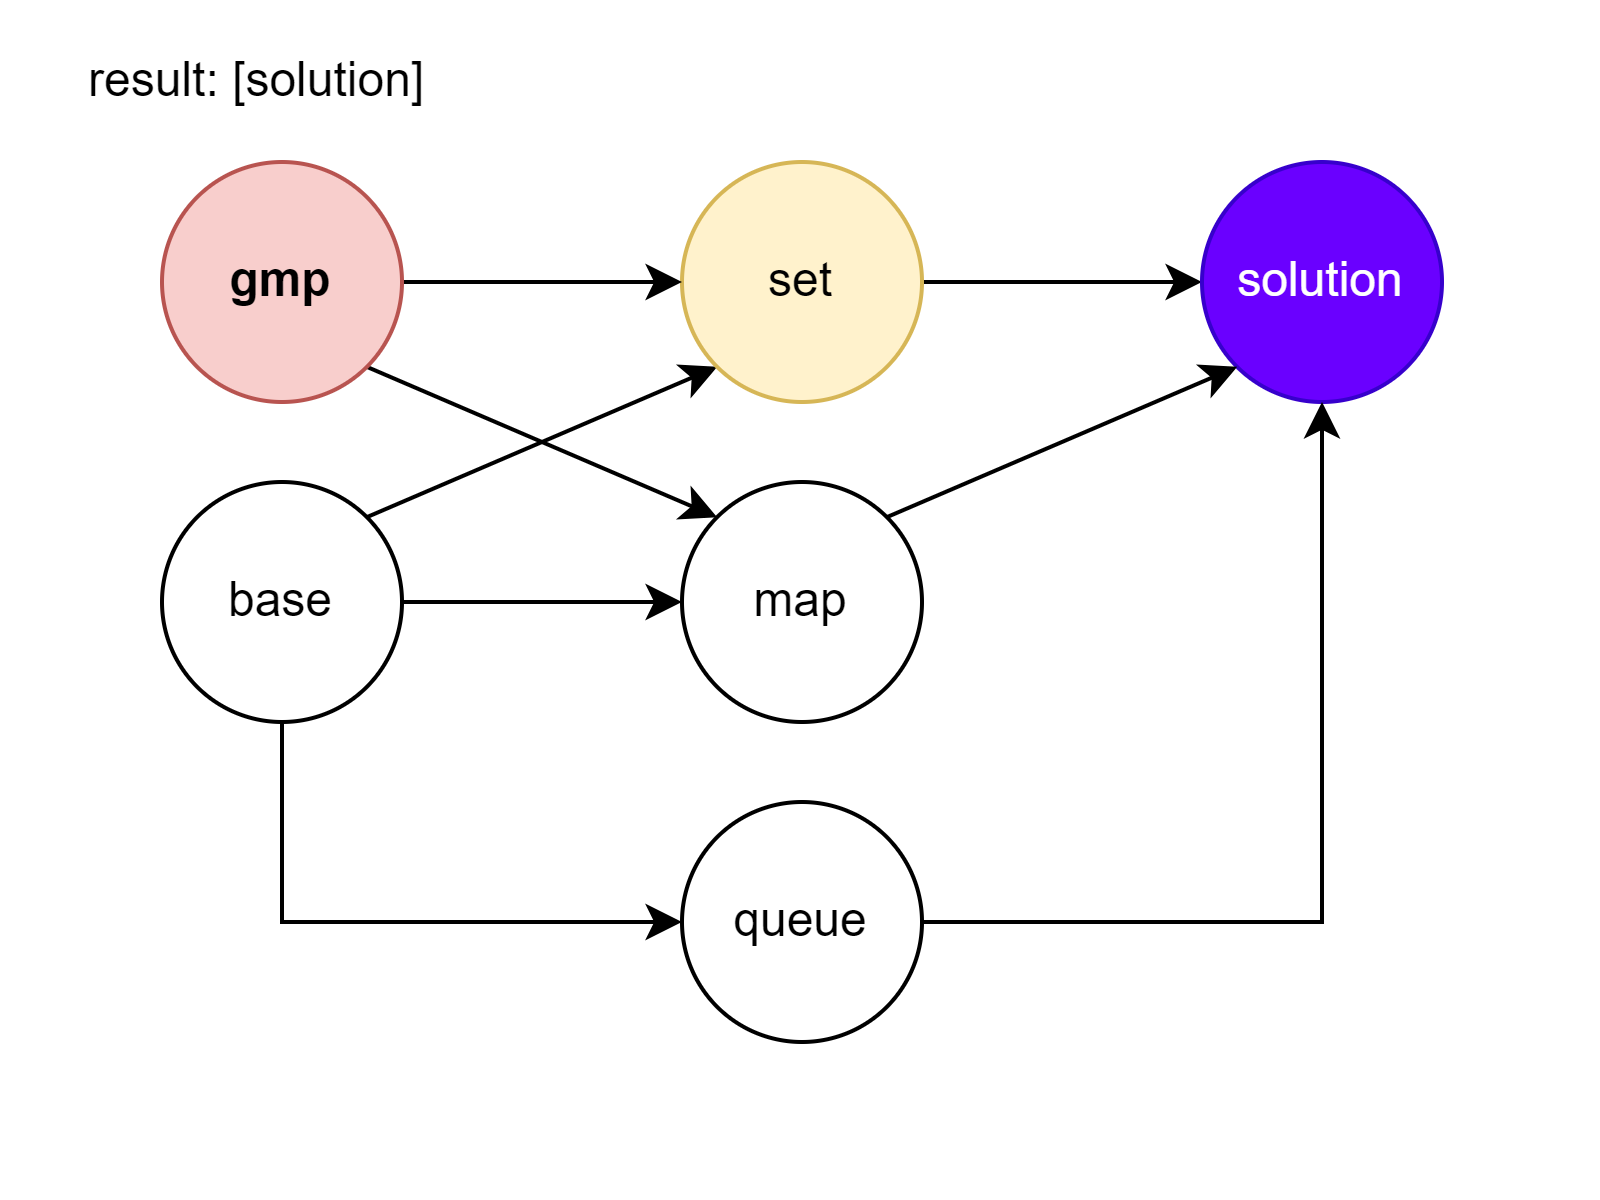 result: [solution]
gmp
set
solution
base
map
queue